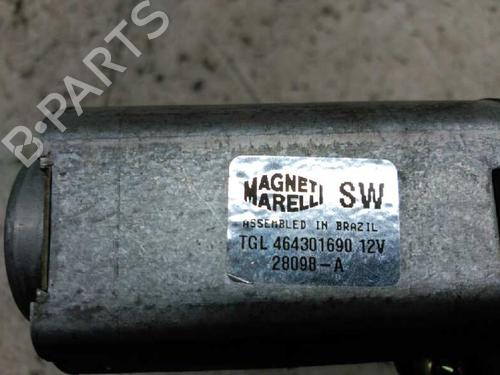 B-PARTS
MAGNETI
MARELLI
SW
ASSEMBLED IN BRAZIL
TGL 464301690 12V
28098-A